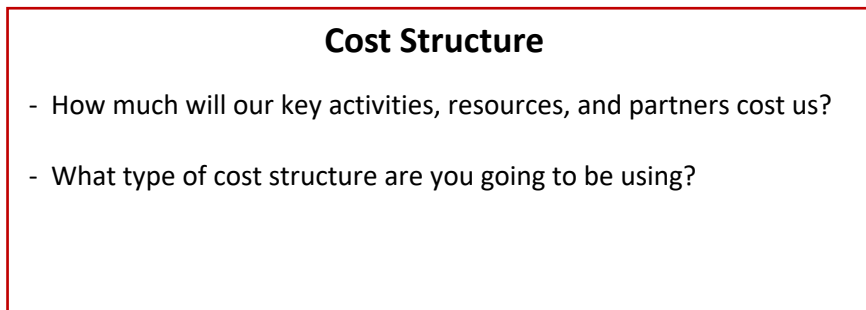 Cost Structure
- How much will our key activities, resources, and partners cost us?
- What type of cost structure are you going to be using?